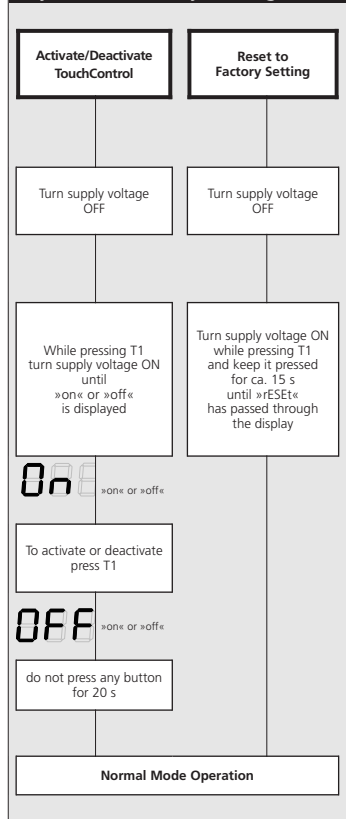 Activate/Deactivate
TouchControl
Reset to
Factory Setting
Turn supply voltage
OFF
Turn supply voltage
OFF
While pressing T1
turn supply voltage ON
until
»on« or »off«
is displayed
Turn supply voltage ON
while pressing T1
and keep it pressed
for ca. 15 s
until »rESEt«
has passed through
the display
On
»on« or »off«
To activate or deactivate
press T1
OFF
»on« or »off«
do not press any button
for 20 s
Normal Mode Operation